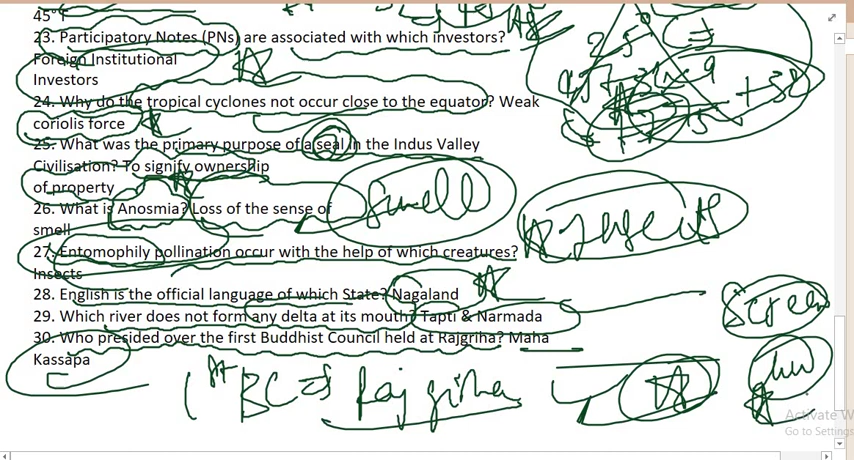 45°F
23. Participatory Notes (PNs) are associated with which investors?
Foreign Institutional
Investors
24. Why do the tropical cyclones not occur close to the equator? Weak
coriolis force
25. What was the primary purpose of a seal in the Indus Valley
Civilisation? To signify ownership
of property
26. What is Anosmia? Loss of the sense of
smell
27. Entomophily pollination occur with the help of which creatures?
Insects
28. English is the official language of which State? Nagaland
29. Which river does not form any delta at its mouth? Tapti & Narmada
30. Who presided over the first Buddhist Council held at Rajgriha? Maha
Kassapa
smell
Insects
Screen
1st BC => Rajgriha
Activate W
Go to Settings